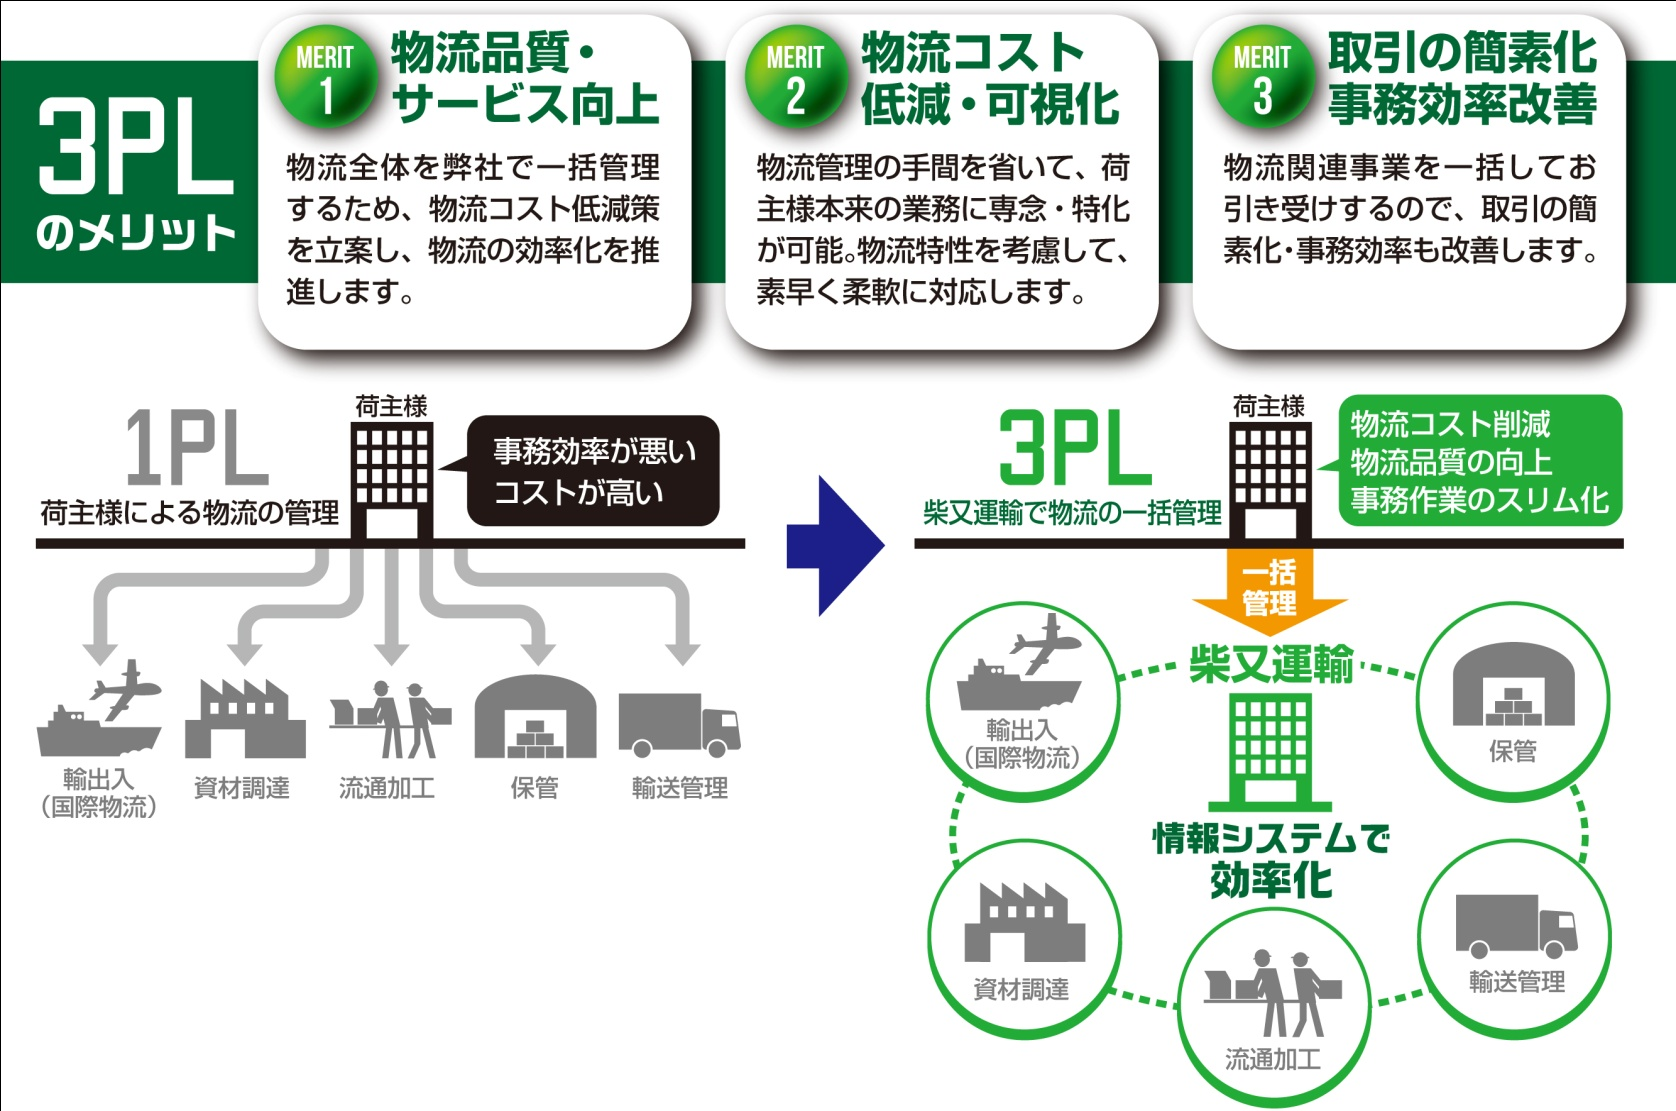 3PL
のメリット
MERIT
1
物流品質・
サービス向上
物流全体を弊社で一括管理
するため、物流コスト低減策
を立案し、物流の効率化を推
進します。
MERIT
2
物流コスト
低減・可視化
物流管理の手間を省いて、荷
主様本来の業務に専念・特化
が可能。物流特性を考慮して、
素早く柔軟に対応します。
MERIT
3
取引の簡素化
事務効率改善
物流関連事業を一括してお
引き受けするので、取引の簡
素化・事務効率も改善します。
1PL
荷主様による物流の管理
荷主様
事務効率が悪い
コストが高い
輸出入
（国際物流）
資材調達
流通加工
保管
輸送管理
3PL
柴又運輸で物流の一括管理
荷主様
物流コスト削減
物流品質の向上
事務作業のスリム化
一括
管理
柴又運輸
情報システムで
効率化
輸出入
（国際物流）
保管
資材調達
輸送管理
流通加工